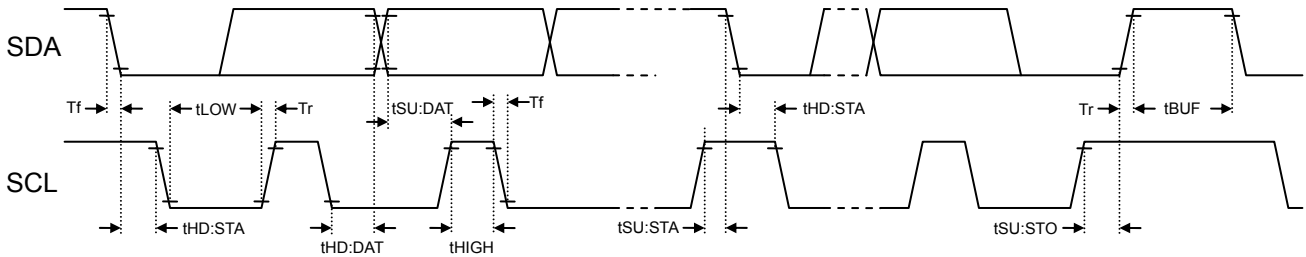 SDA
Tf
tLOW
Tr
tSU:DAT
Tf
tHD:STA
Tr
tBUF
SCL
tHD:STA
tHD:DAT
tHIGH
tSU:STA
tSU:STO